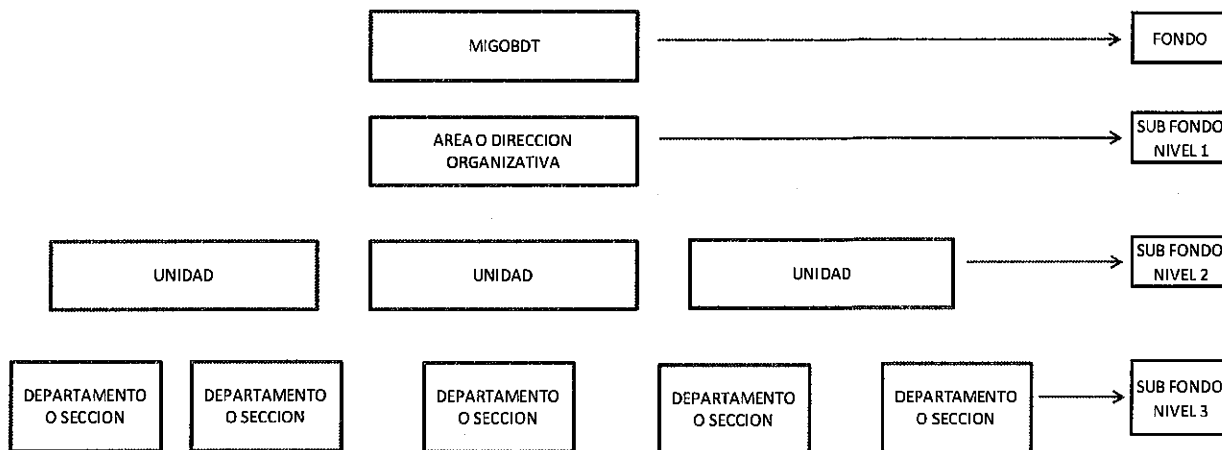 MIGOBDT
FONDO
AREA O DIRECCION
ORGANIZATIVA
SUB FONDO
NIVEL 1
UNIDAD
UNIDAD
UNIDAD
SUB FONDO
NIVEL 2
DEPARTAMENTO
O SECCION
DEPARTAMENTO
O SECCION
DEPARTAMENTO
O SECCION
DEPARTAMENTO
O SECCION
DEPARTAMENTO
O SECCION
SUB FONDO
NIVEL 3